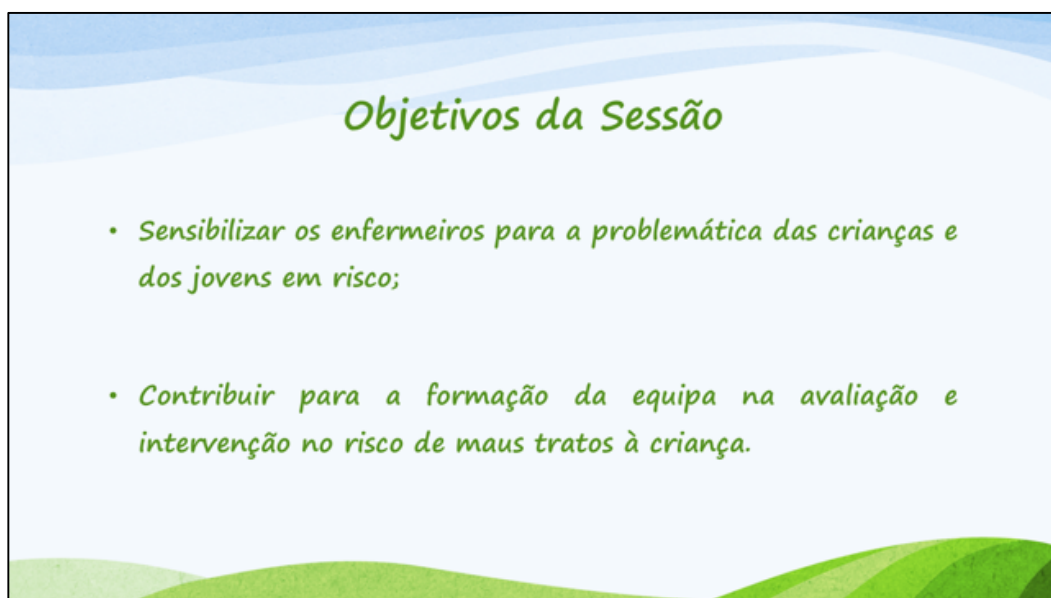 Objetivos da Sessão
• Sensibilizar os enfermeiros para a problemática das crianças e
dos jovens em risco;
• Contribuir para a formação da equipa na avaliação e
intervenção no risco de maus tratos à criança.